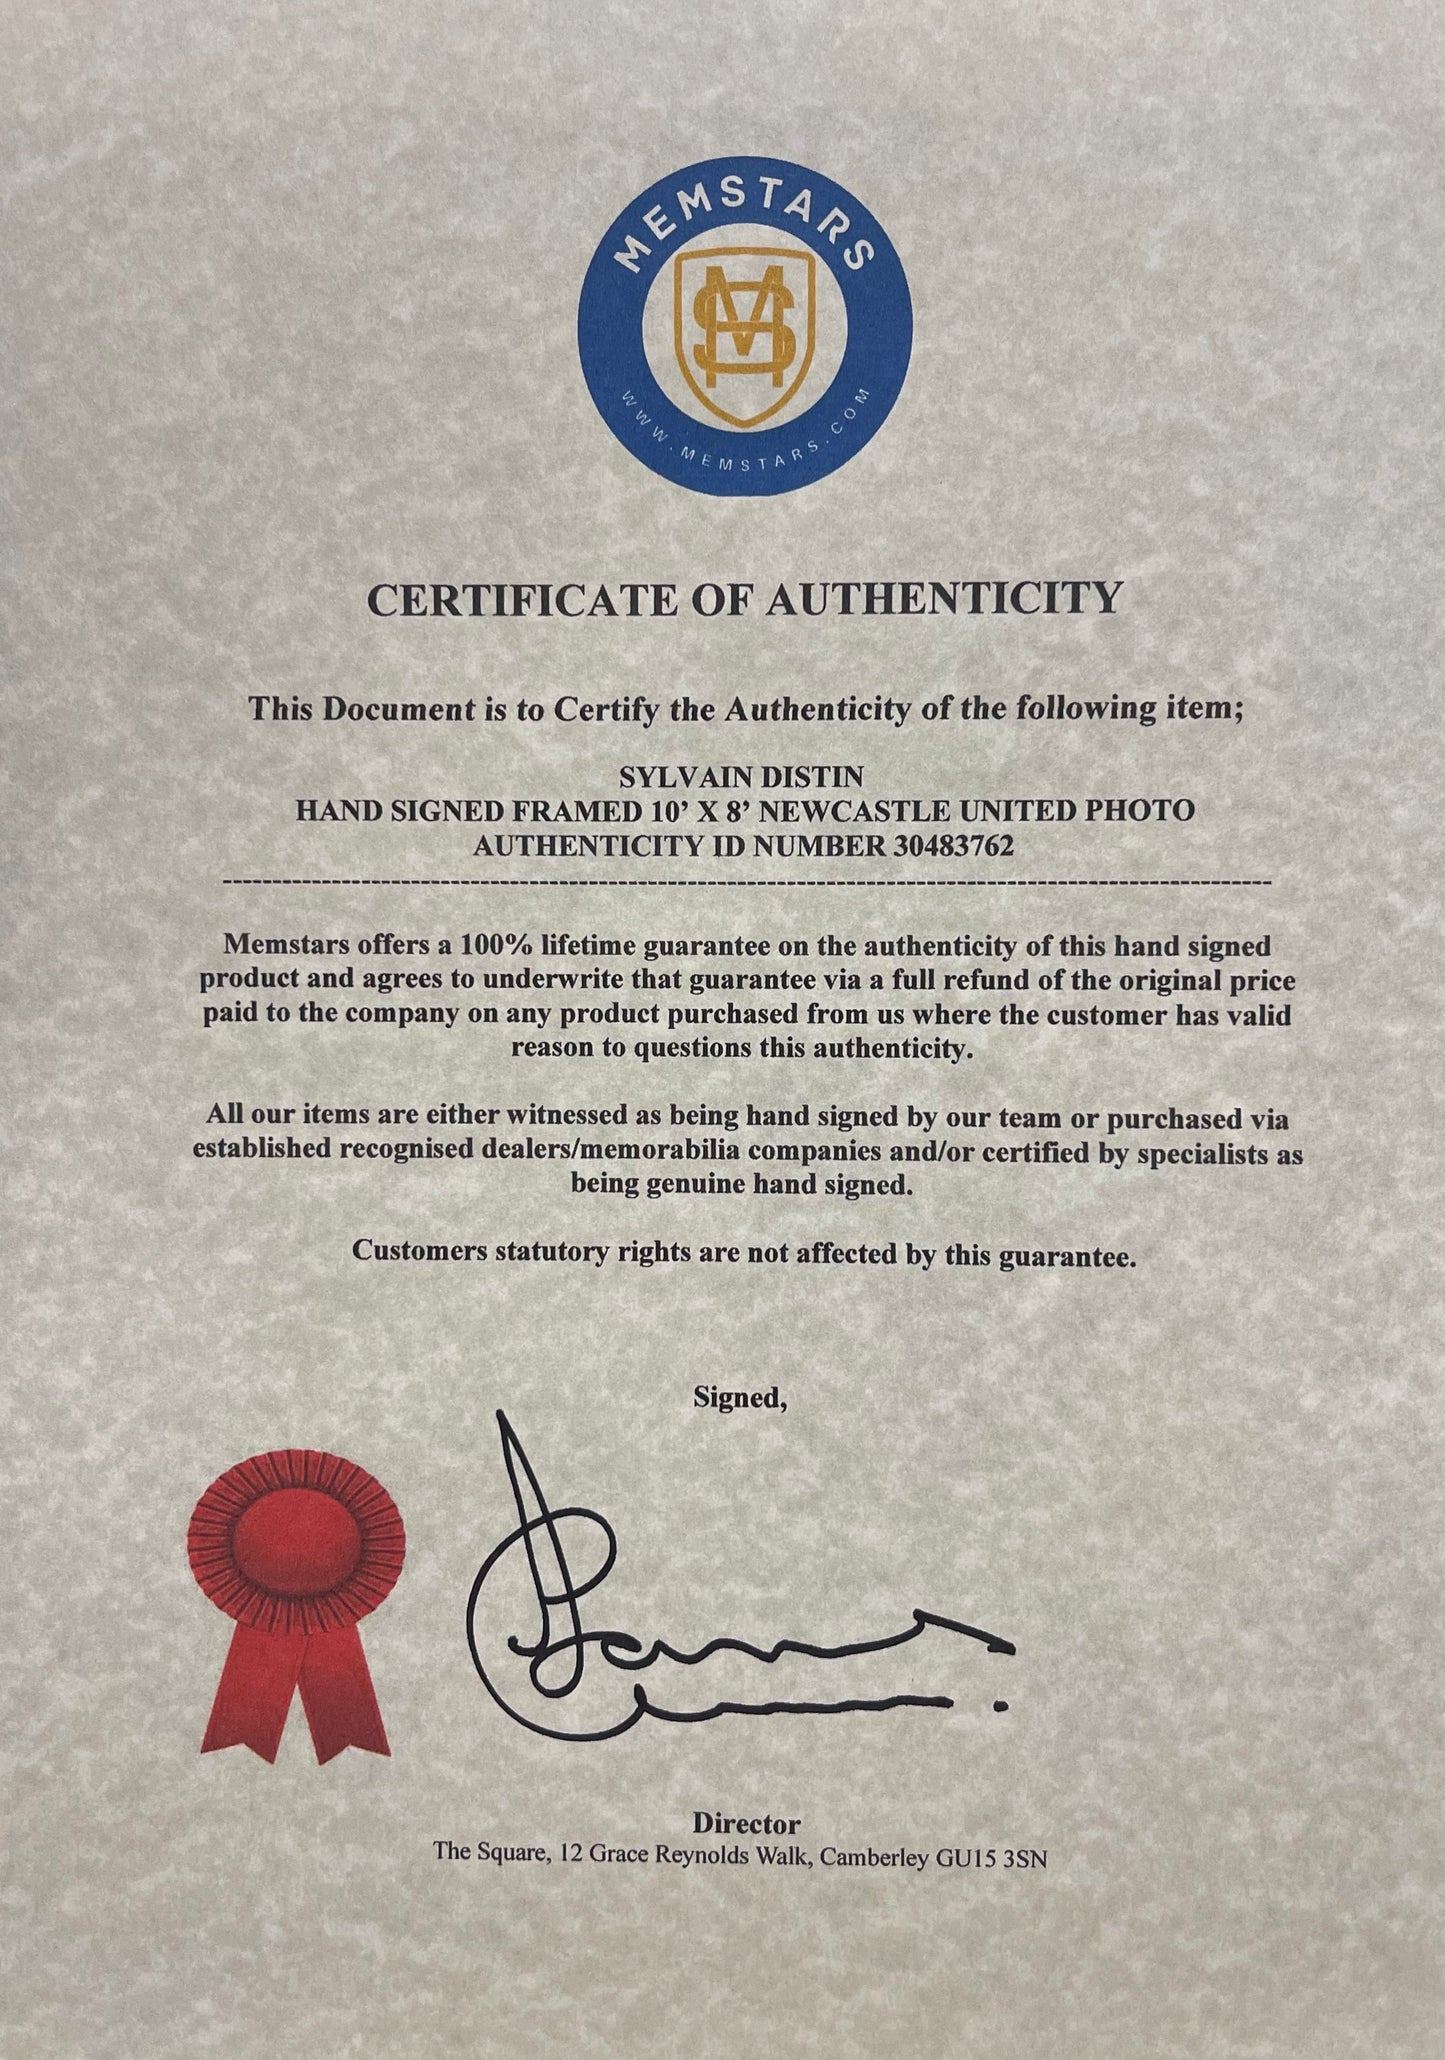 MEMSTARS
WWW.MEMSTARS.COM
CERTIFICATE OF AUTHENTICITY
This Document is to Certify the Authenticity of the following item;
SYLVAIN DISTIN
HAND SIGNED FRAMED 10’ X 8’ NEWCASTLE UNITED PHOTO
AUTHENTICITY ID NUMBER 30483762
Memstars offers a 100% lifetime guarantee on the authenticity of this hand signed
product and agrees to underwrite that guarantee via a full refund of the original price
paid to the company on any product purchased from us where the customer has valid
reason to questions this authenticity.
All our items are either witnessed as being hand signed by our team or purchased via
established recognised dealers/memorabilia companies and/or certified by specialists as
being genuine hand signed.
Customers statutory rights are not affected by this guarantee.
Signed,
Director
The Square, 12 Grace Reynolds Walk, Camberley GU15 3SN